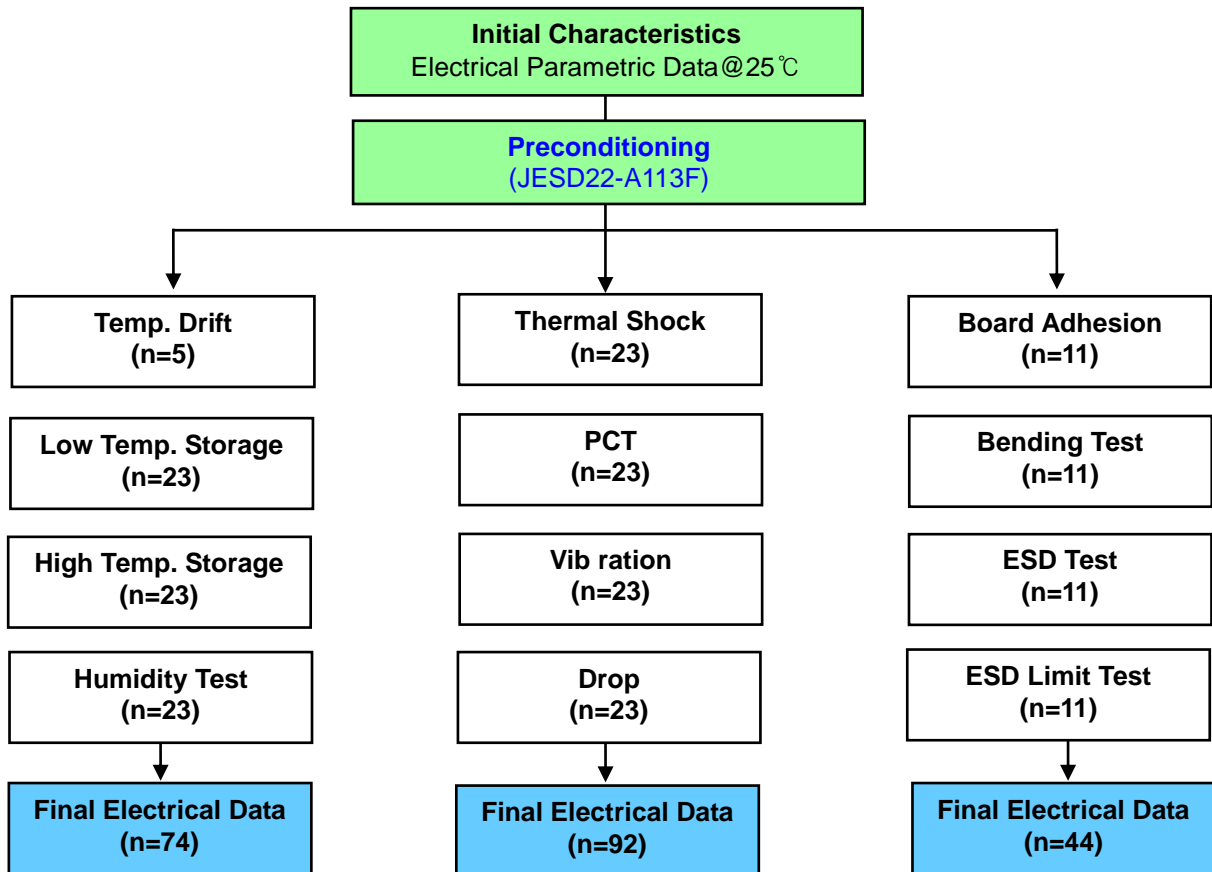 Initial Characteristics
Electrical Parametric Data@25℃
Preconditioning
(JESD22-A113F)
Temp. Drift
(n=5)
Low Temp. Storage
(n=23)
High Temp. Storage
(n=23)
Humidity Test
(n=23)
Final Electrical Data
(n=74)
Thermal Shock
(n=23)
PCT
(n=23)
Vib ration
(n=23)
Drop
(n=23)
Final Electrical Data
(n=92)
Board Adhesion
(n=11)
Bending Test
(n=11)
ESD Test
(n=11)
ESD Limit Test
(n=11)
Final Electrical Data
(n=44)